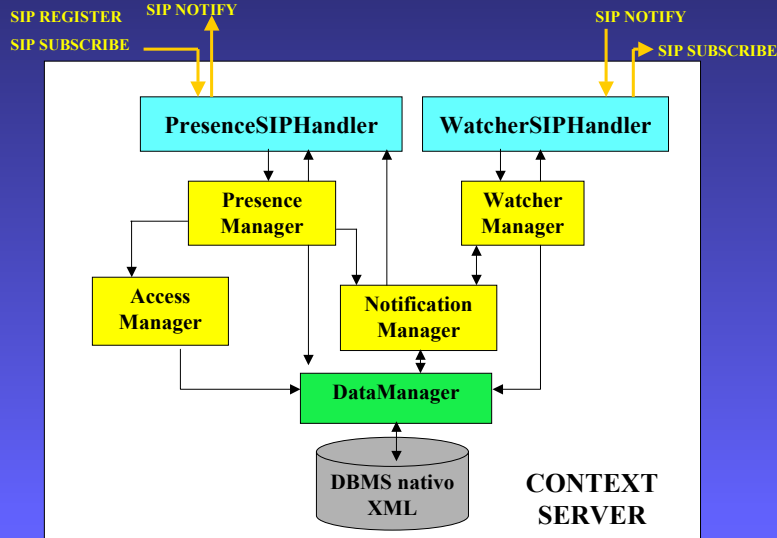 SIP REGISTER
SIP NOTIFY
SIP SUBSCRIBE
SIP NOTIFY
SIP SUBSCRIBE
PresenceSIPHandler
WatcherSIPHandler
Presence
Manager
Watcher
Manager
Access
Manager
Notification
Manager
DataManager
DBMS nativo
XML
CONTEXT
SERVER